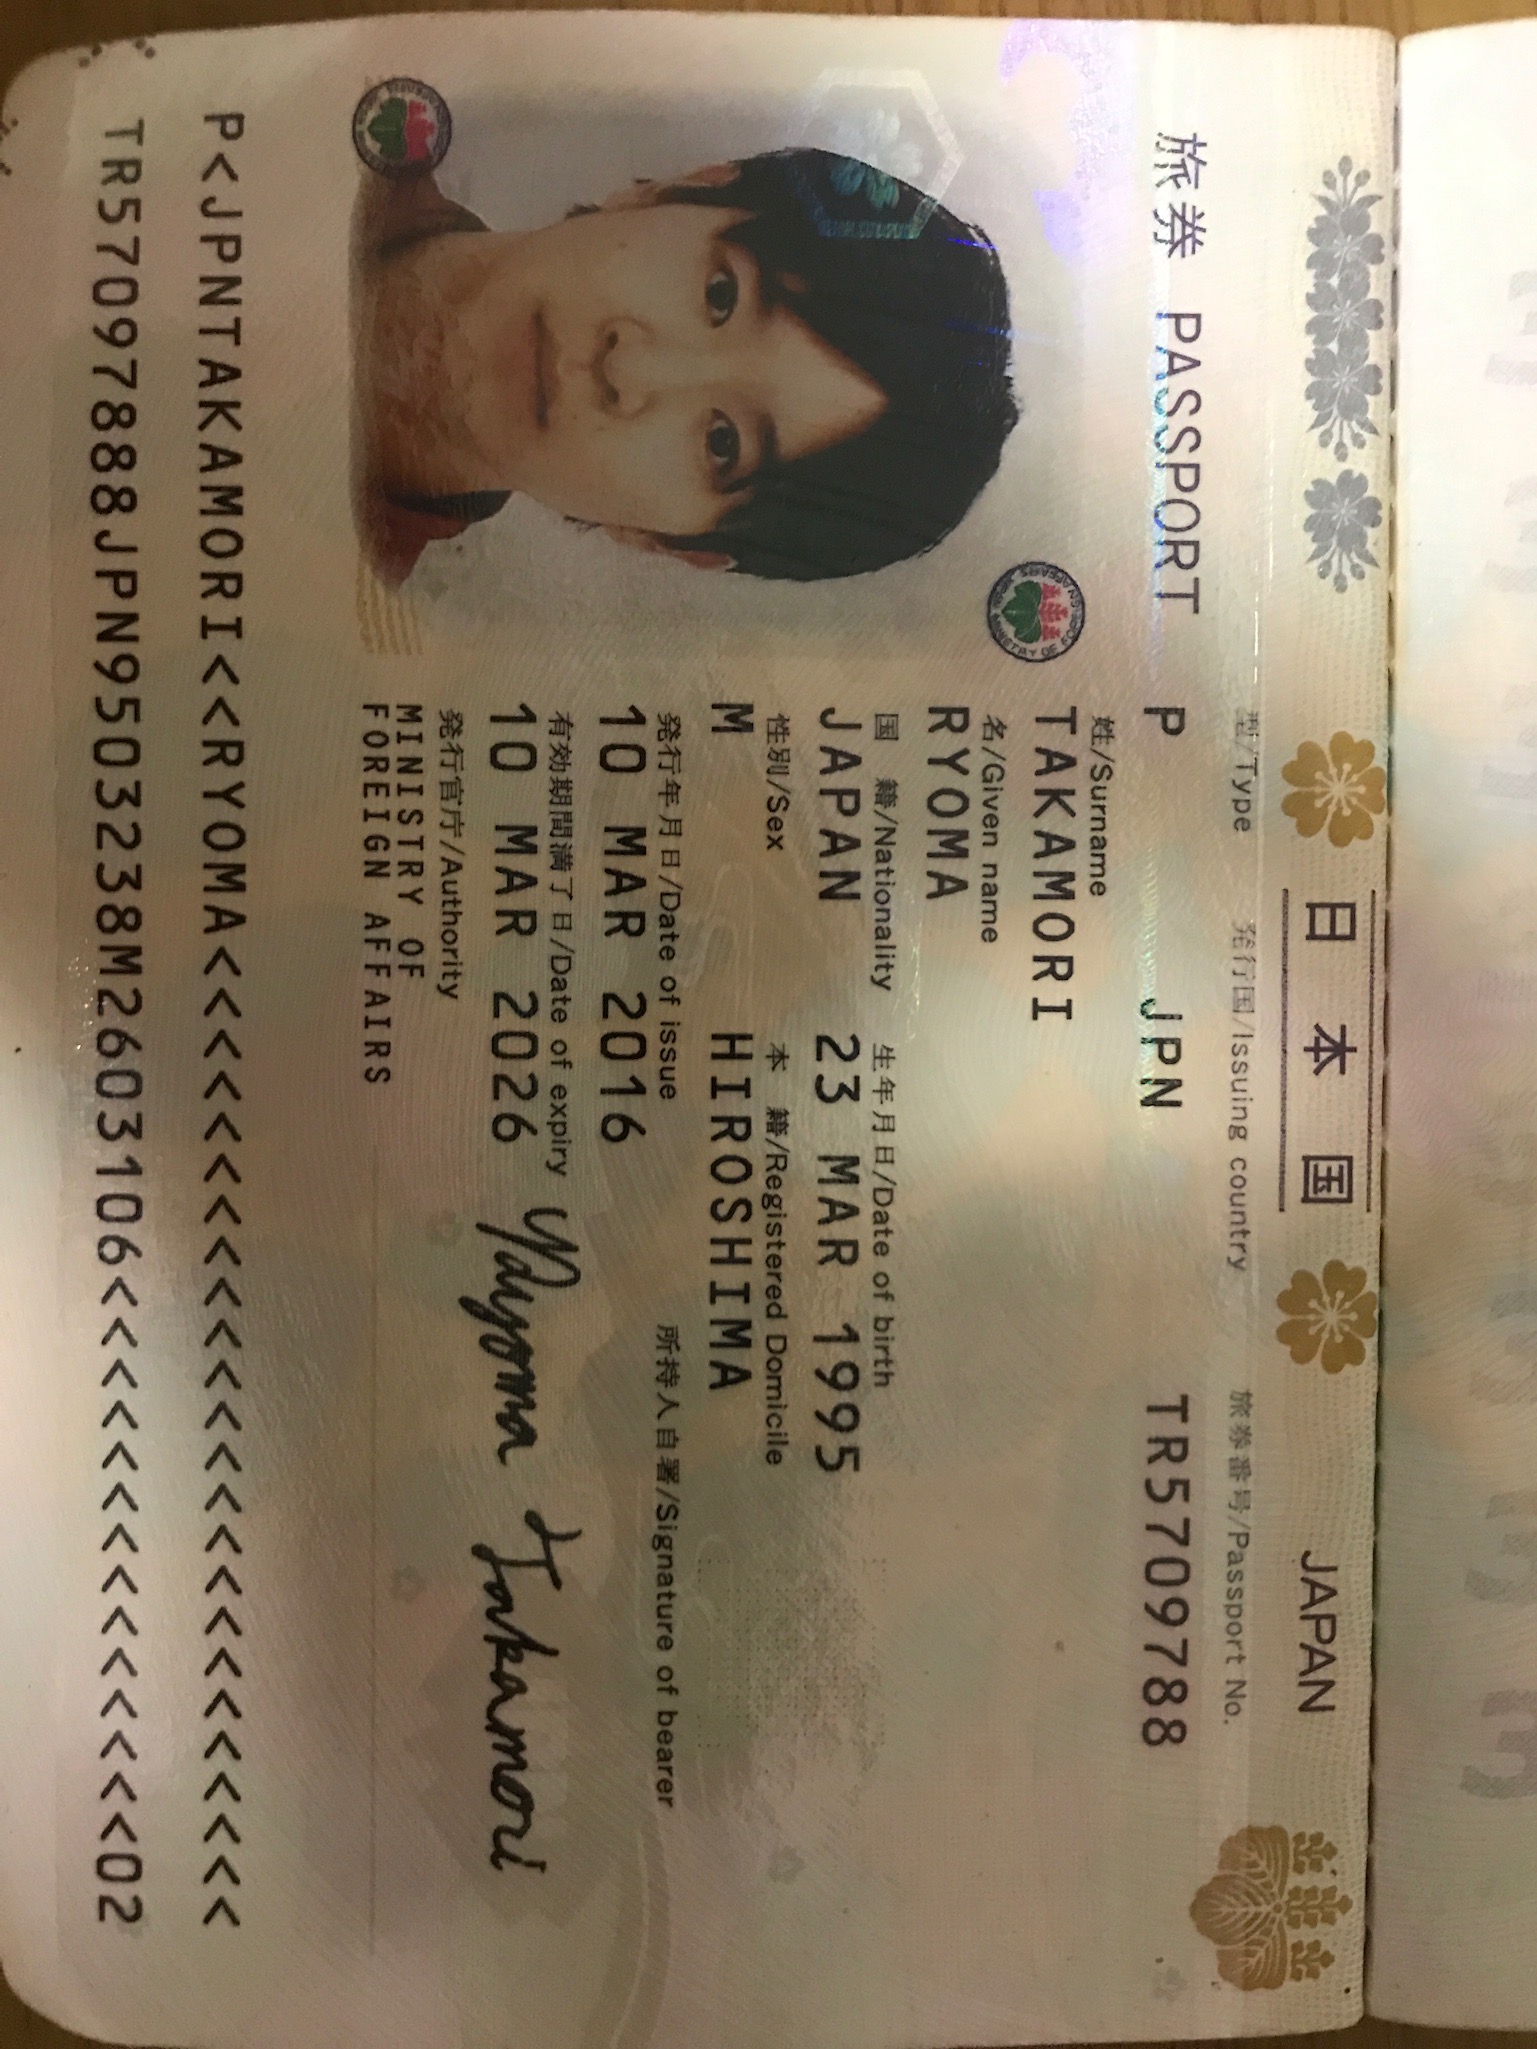 日本国 JAPAN
旅券 PASSPORT
型/Type 発行国/Issuing country 旅券番号/Passport No.
P JPN TR5709788
姓/Surname
TAKAMORI
名/Given name
RYOMA
国 籍/Nationality 生年月日/Date of birth
JAPAN 23 MAR 1995
性別/Sex 本 籍/Registered Domicile
M HIROSHIMA
発行年月日/Date of issue 所持人自署/Signature of bearer
10 MAR 2016
有効期間満了日/Date of expiry
10 MAR 2026
Ryoma Takamori
発行官庁/Authority
MINISTRY OF
FOREIGN AFFAIRS
P<JPNTAKAMORI<<RYOMA<<<<<<<<<<<<<<<<<<<<<<<<
TR57097888JPN9503238M2603106<<<<<<<<<<<<<<02